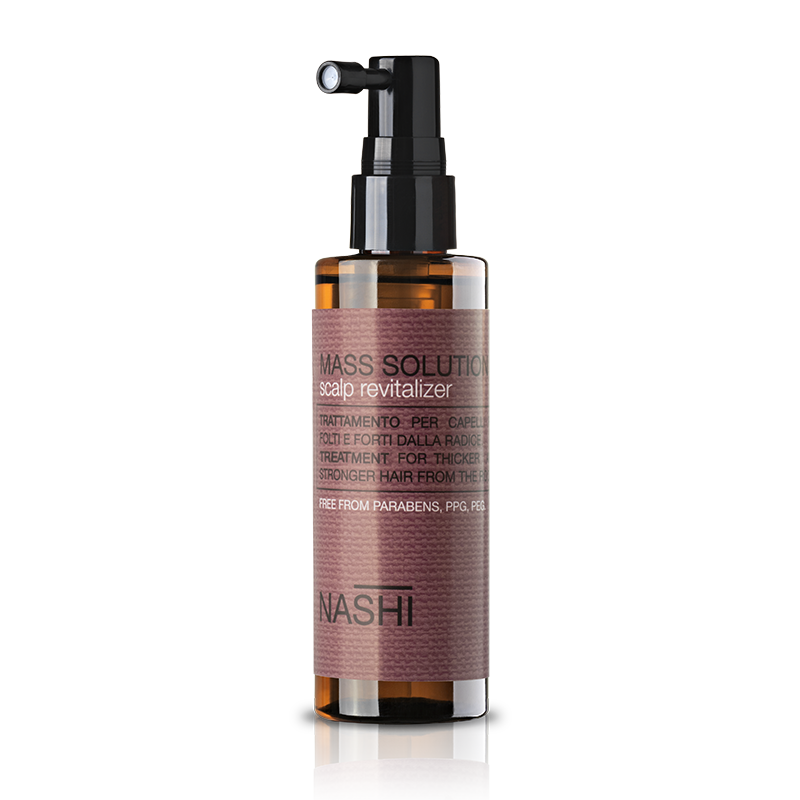 MASS SOLUTION
scalp revitalizer
TRATTAMENTO PER CAPELLI
FOLTI E FORTI DALLA RADICE
TREATMENT FOR THICKER
STRONGER HAIR FROM THE
FREE FROM PARABENS, PPG, PEG.
NASHI